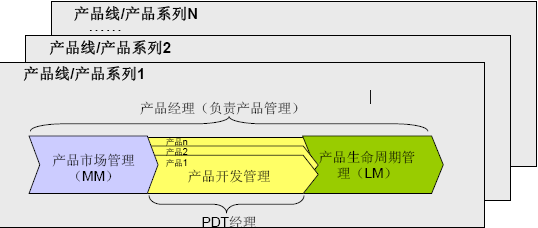 产品线/产品系列N
……
产品线/产品系列2
产品线/产品系列1
产品经理（负责产品管理）
产品市场管理
（MM）
产品n
产品2
产品1
产品开发管理
产品生命周期管
理（LM）
PDT经理